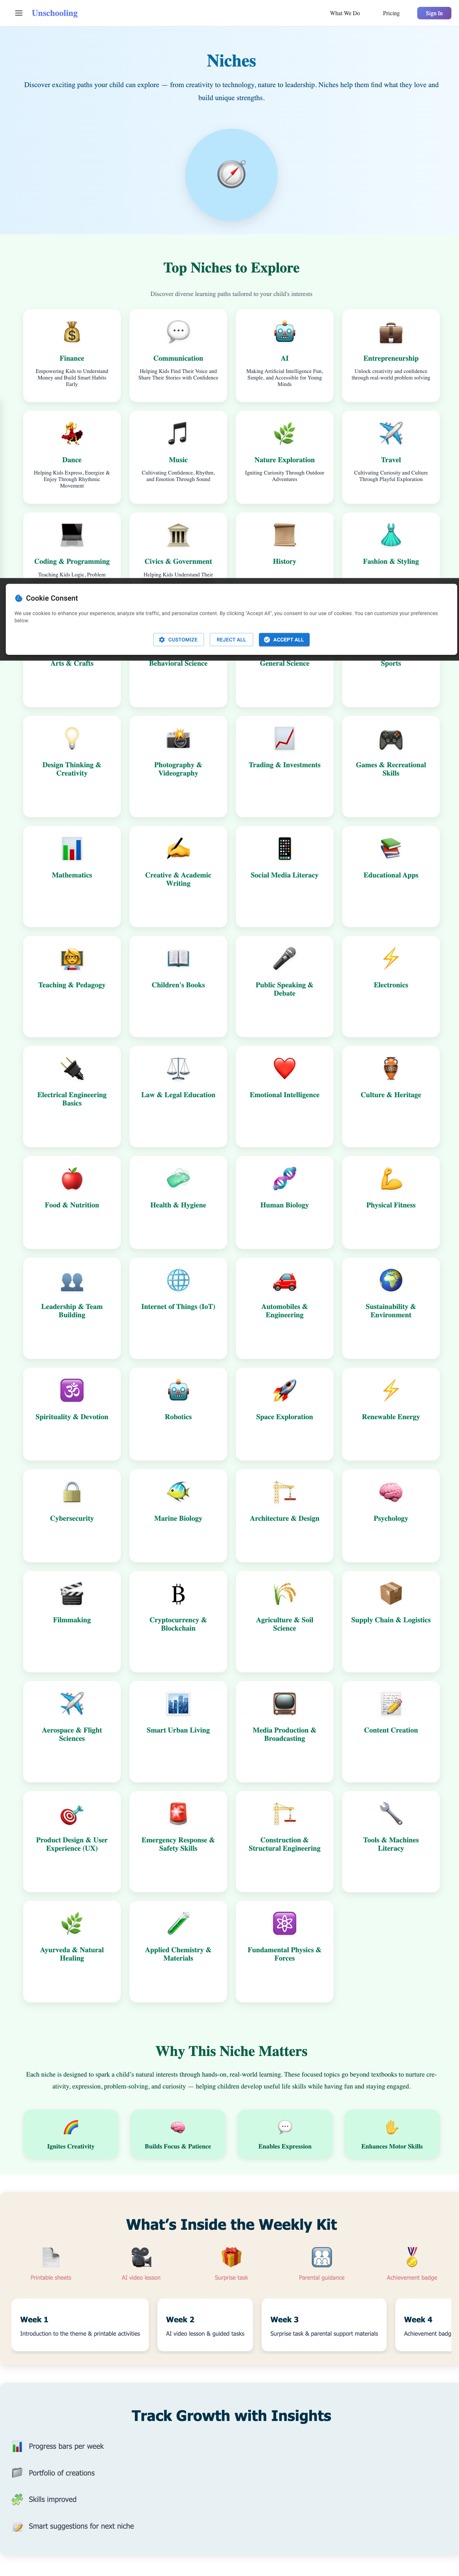 Unschooling
What We Do
Pricing
Sign In
Niches
Discover exciting paths your child can explore — from creativity to technology, nature to leadership. Niches help them find what they love and
build unique strengths.
Top Niches to Explore
Discover diverse learning paths tailored to your child's interests
Finance
Empowering Kids to Understand
Money and Build Smart Habits
Early
Communication
Helping Kids Find Their Voice and
Share Their Stories with Confidence
AI
Making Artificial Intelligence Fun,
Simple, and Accessible for Young
Minds
Entrepreneurship
Unlock creativity and confidence
through real-world problem solving
Dance
Helping Kids Express, Energize &
Enjoy Through Rhythmic
Movement
Music
Cultivating Confidence, Rhythm,
and Emotion Through Sound
Nature Exploration
Igniting Curiosity Through Outdoor
Adventures
Travel
Cultivating Curiosity and Culture
Through Playful Exploration
Coding & Programming
Teaching Kids Logic, Problem
Civics & Government
Helping Kids Understand Their
History
Fashion & Styling
Cookie Consent
We use cookies to enhance your experience, analyze site traffic, and personalize content. By clicking "Accept All", you consent to our use of cookies. You can customize your preferences
below.
CUSTOMIZE
REJECT ALL
ACCEPT ALL
Arts & Crafts
Behavioral Science
General Science
Sports
Design Thinking &
Creativity
Photography &
Videography
Trading & Investments
Games & Recreational
Skills
Mathematics
Creative & Academic
Writing
Social Media Literacy
Educational Apps
Teaching & Pedagogy
Children's Books
Public Speaking &
Debate
Electronics
Electrical Engineering
Basics
Law & Legal Education
Emotional Intelligence
Culture & Heritage
Food & Nutrition
Health & Hygiene
Human Biology
Physical Fitness
Leadership & Team
Building
Internet of Things (IoT)
Automobiles &
Engineering
Sustainability &
Environment
Spirituality & Devotion
Robotics
Space Exploration
Renewable Energy
Cybersecurity
Marine Biology
Architecture & Design
Psychology
Filmmaking
Cryptocurrency &
Blockchain
Agriculture & Soil
Science
Supply Chain & Logistics
Aerospace & Flight
Sciences
Smart Urban Living
Media Production &
Broadcasting
Content Creation
Product Design & User
Experience (UX)
Emergency Response &
Safety Skills
Construction &
Structural Engineering
Tools & Machines
Literacy
Ayurveda & Natural
Healing
Applied Chemistry &
Materials
Fundamental Physics &
Forces
Why This Niche Matters
Each niche is designed to spark a child's natural interests through hands-on, real-world learning. These focused topics go beyond textbooks to nurture cre-
ativity, expression, problem-solving, and curiosity — helping children develop useful life skills while having fun and staying engaged.
Ignites Creativity
Builds Focus & Patience
Enables Expression
Enhances Motor Skills
What's Inside the Weekly Kit
Printable sheets
AI video lesson
Surprise task
Parental guidance
Achievement badge
Week 1
Introduction to the theme & printable activities
Week 2
AI video lesson & guided tasks
Week 3
Surprise task & parental support materials
Week 4
Achievement badg
Track Growth with Insights
Progress bars per week
Portfolio of creations
Skills improved
Smart suggestions for next niche